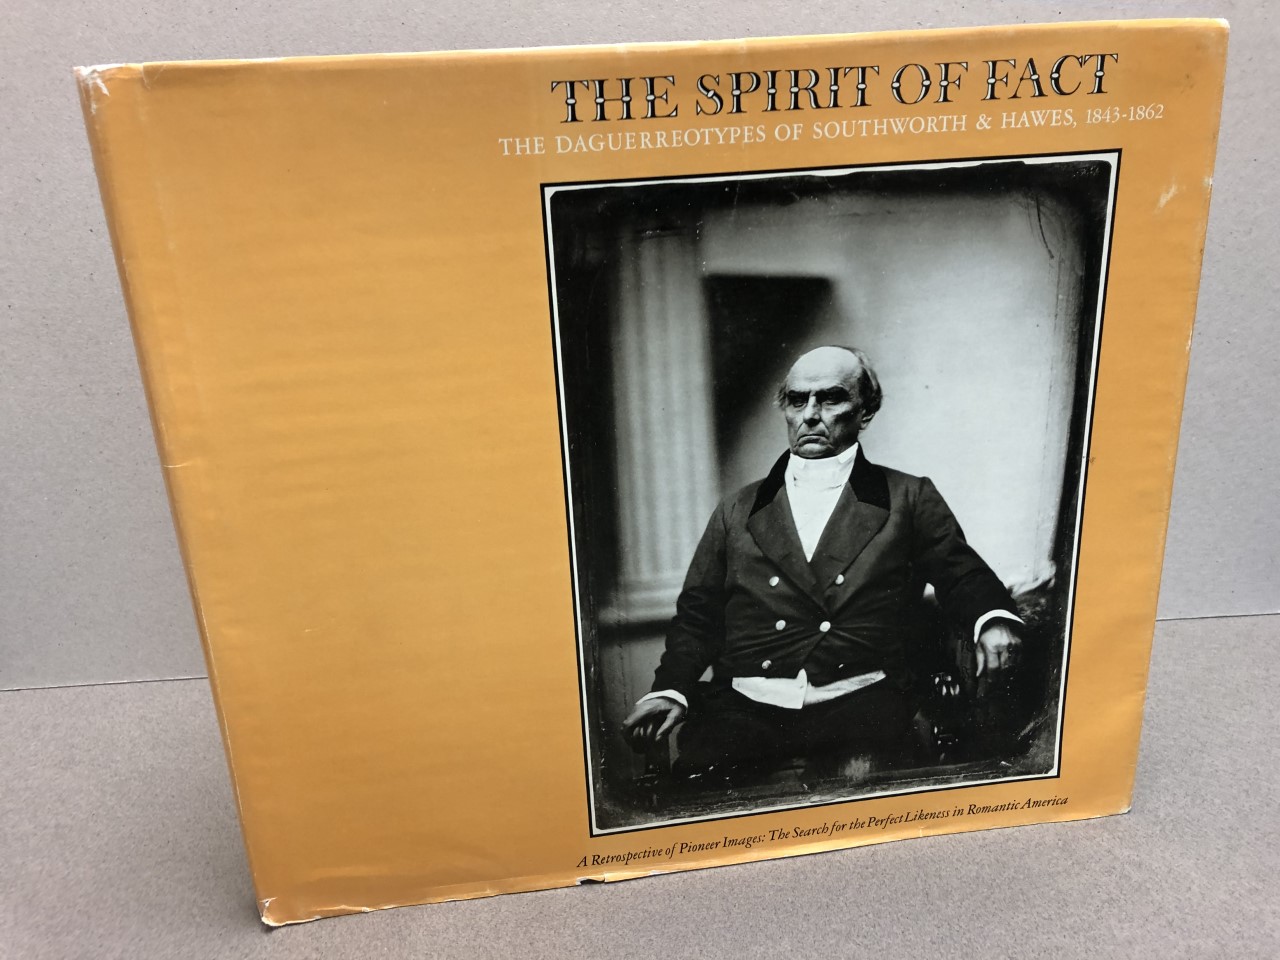 THE SPIRIT OF FACT
THE DAGUERREOTYPES OF SOUTHWORTH & HAWES, 1843-1862
A Retrospective of Pioneer Images: The Search for the Perfect Likeness in Romantic America